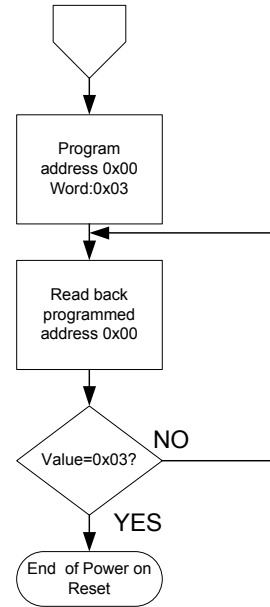 Program
address 0x00
Word:0x03
Read back
programmed
address 0x00
Value=0x03?
NO
YES
End  of Power on
Reset